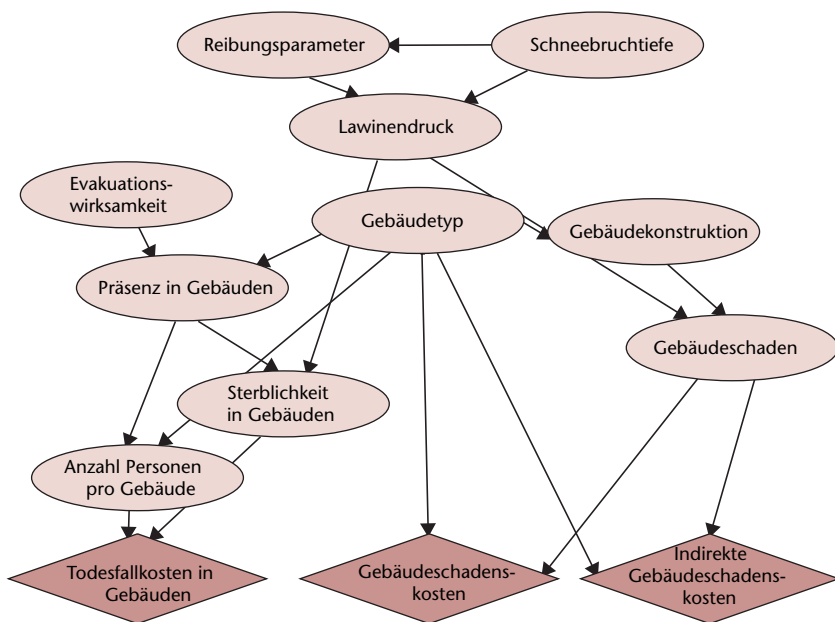 Reibungsparameter
Schneebruchtiefe
Lawinendruck
Evakuations-
wirksamkeit
Gebäudetyp
Gebäudekonstruktion
Präsenz in Gebäuden
Gebäudeschaden
Sterblichkeit
in Gebäuden
Anzahl Personen
pro Gebäude
Todesfallkosten in
Gebäuden
Gebäudeschadens-
kosten
Indirekte
Gebäudeschadens-
kosten